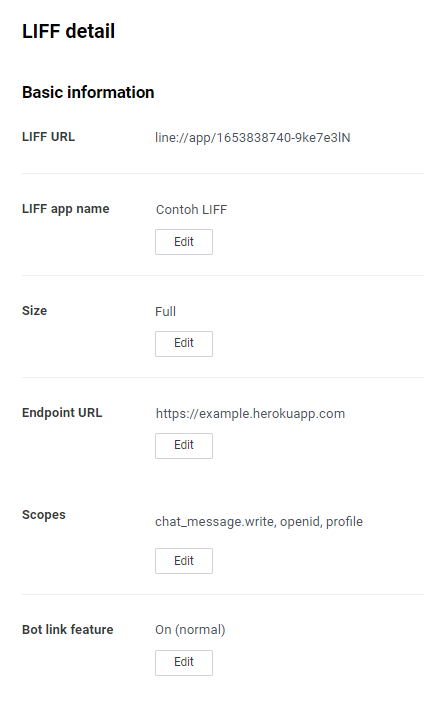 LIFF detail
Basic information
LIFF URL line://app/1653838740-9ke7e3lN
LIFF app name Contoh LIFF
Edit
Size Full
Edit
Endpoint URL https://example.herokuapp.com
Edit
Scopes chat_message.write, openid, profile
Edit
Bot link feature On (normal)
Edit